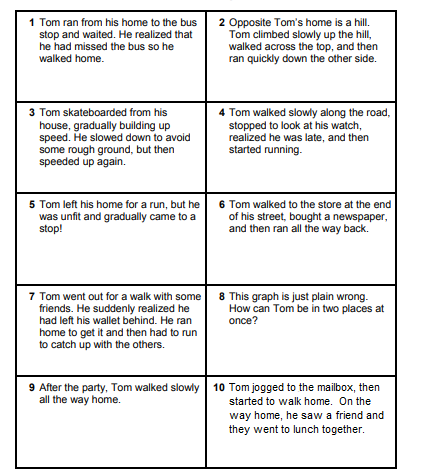 1 Tom ran from his home to the bus
stop and waited. He realized that
he had missed the bus so he
walked home.
2 Opposite Tom's home is a hill.
Tom climbed slowly up the hill,
walked across the top, and then
ran quickly down the other side.
3 Tom skateboarded from his
house, gradually building up
speed. He slowed down to avoid
some rough ground, but then
speeded up again.
4 Tom walked slowly along the road,
stopped to look at his watch,
realized he was late, and then
started running.
5 Tom left his home for a run, but he
was unfit and gradually came to a
stop!
6 Tom walked to the store at the end
of his street, bought a newspaper,
and then ran all the way back.
7 Tom went out for a walk with some
friends. He suddenly realized he
had left his wallet behind. He ran
home to get it and then had to run
to catch up with the others.
8 This graph is just plain wrong.
How can Tom be in two places at
once?
9 After the party, Tom walked slowly
all the way home.
10 Tom jogged to the mailbox, then
started to walk home. On the
way home, he saw a friend and
they went to lunch together.